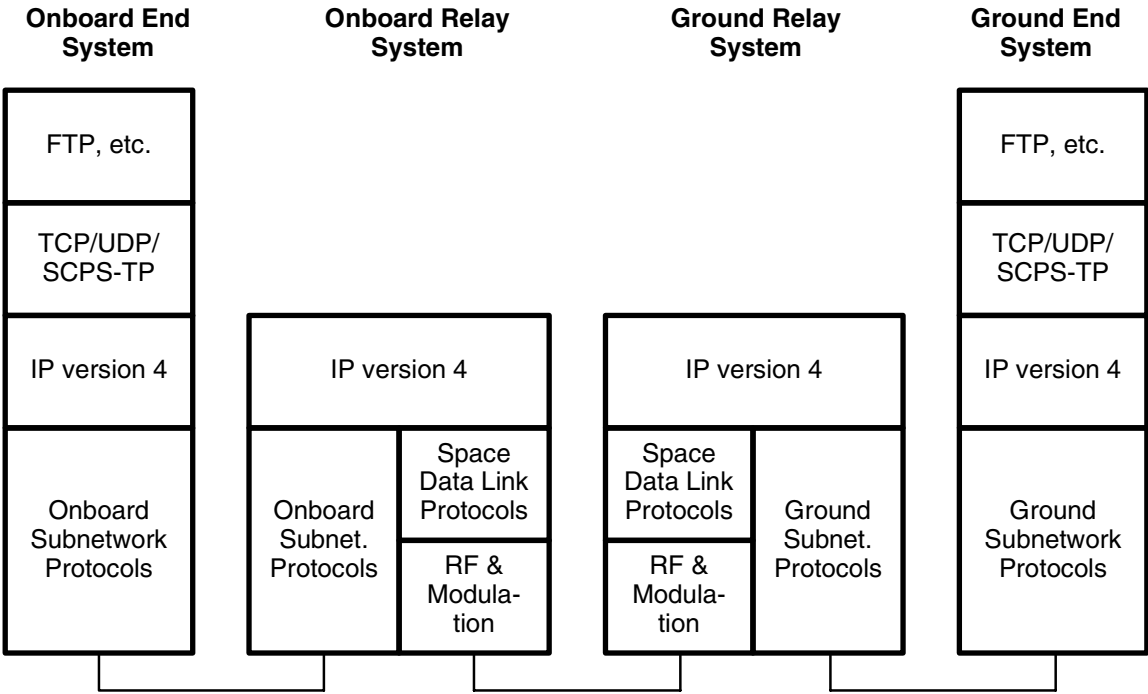 Onboard End
System
Onboard Relay
System
Ground Relay
System
Ground End
System
FTP, etc.
TCP/UDP/
SCPS-TP
IP version 4
Onboard
Subnetwork
Protocols
IP version 4
Onboard
Subnet.
Protocols
Space
Data Link
Protocols
RF &
Modula-
tion
IP version 4
Space
Data Link
Protocols
RF &
Modula-
tion
Ground
Subnet.
Protocols
FTP, etc.
TCP/UDP/
SCPS-TP
IP version 4
Ground
Subnetwork
Protocols